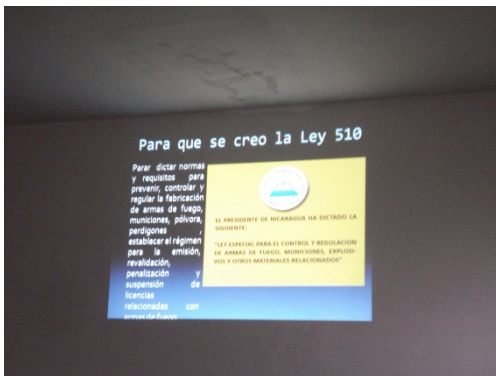 Para que se creo la Ley 510
Parar dictar normas
y requisitos para
prevenir, controlar y
regular la fabricación
de armas de fuego,
municiones, pólvora,
perdigones ,
establecer el régimen
para la emisión,
revalidación,
penalización y
suspensión de
licencias
relacionadas con
armas de fuego
EL PRESIDENTE DE NICARAGUA HA DICTADO LA
SIGUIENTE:
"LEY ESPECIAL PARA EL CONTROL Y REGULACION
DE ARMAS DE FUEGO, MUNICIONES, EXPLOSI-
VOS Y OTROS MATERIALES RELACIONADOS"